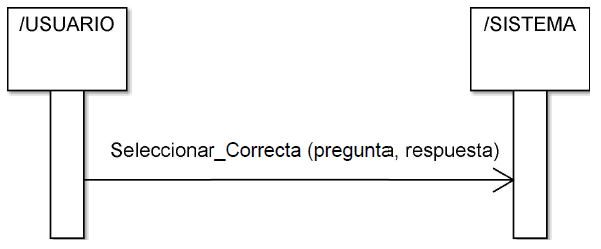 /USUARIO
/SISTEMA
Seleccionar_Correcta (pregunta, respuesta)